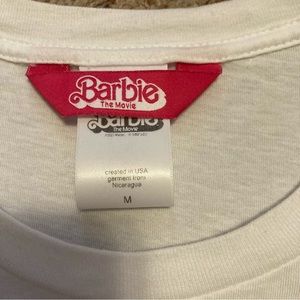 Barbie
The Movie
Barbie
The Movie
created in USA
garment from
Nicaragua
M